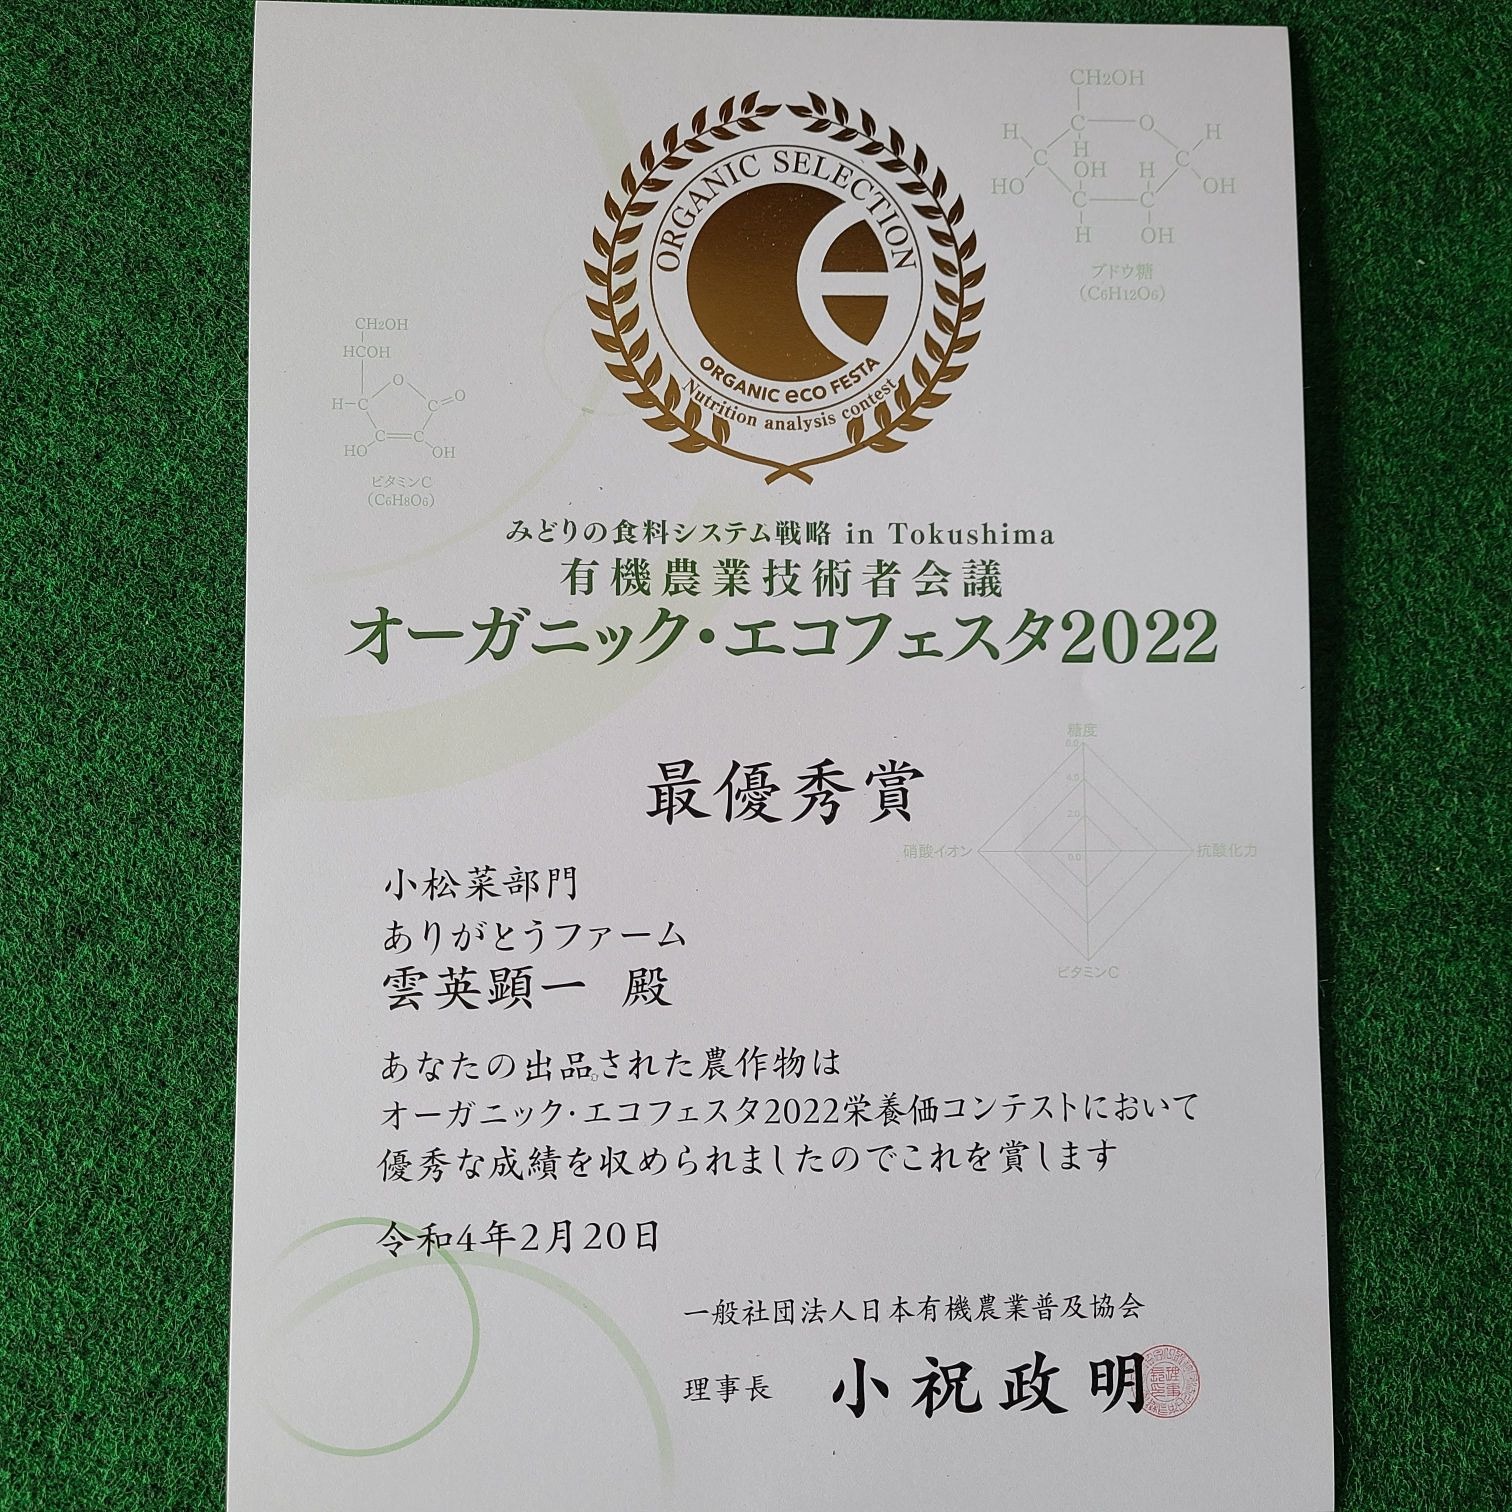 ORGANIC SELECTION
ORGANIC eCO FESTA
Nutrition analysis contest
CH2OH
C
O
H
H
C
H
C
OH
H
HO
OH
C
C
H
OH
ブドウ糖
(C6H12O6)
CH2OH
HCOH
O
H
C
C
O
C
C
HO
OH
ビタミンC
(C6H8O6)
みどりの食料システム戦略 in Tokushima
有機農業技術者会議
オーガニック・エコフェスタ2022
最優秀賞
糖度
6.0
4.0
2.0
0.0
硝酸イオン
抗酸化力
ビタミンC
小松菜部門
ありがとうファーム
雲英顕一 殿
あなたの出品された農作物は
オーガニック・エコフェスタ2022栄養価コンテストにおいて
優秀な成績を収められましたのでこれを賞します
令和4年2月20日
一般社団法人日本有機農業普及協会
理事長 小祝政明